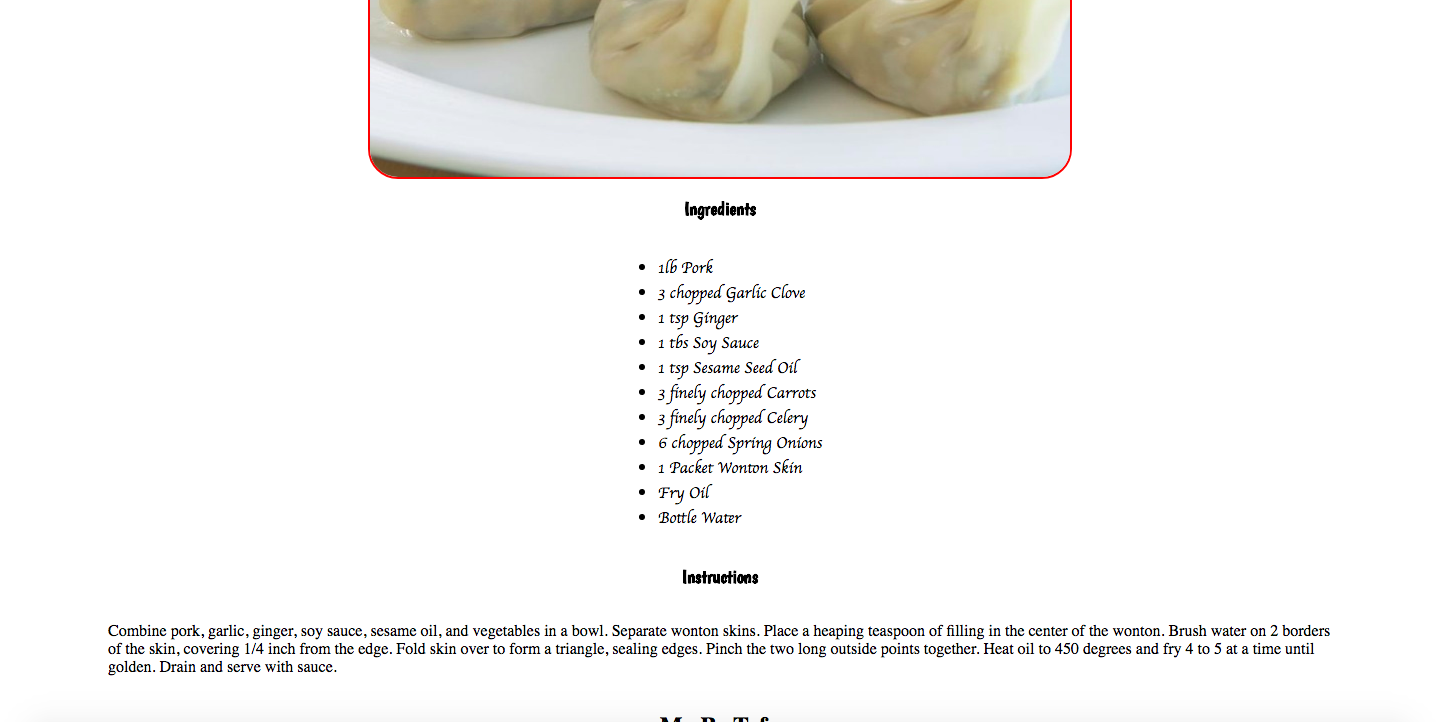 Ingredients
1lb Pork
3 chopped Garlic Clove
1 tsp Ginger
1 tbs Soy Sauce
1 tsp Sesame Seed Oil
3 finely chopped Carrots
3 finely chopped Celery
6 chopped Spring Onions
1 Packet Wonton Skin
Fry Oil
Bottle Water
Instructions
Combine pork, garlic, ginger, soy sauce, sesame oil, and vegetables in a bowl. Separate wonton skins. Place a heaping teaspoon of filling in the center of the wonton. Brush water on 2 borders
of the skin, covering 1/4 inch from the edge. Fold skin over to form a triangle, sealing edges. Pinch the two long outside points together. Heat oil to 450 degrees and fry 4 to 5 at a time until
golden. Drain and serve with sauce.